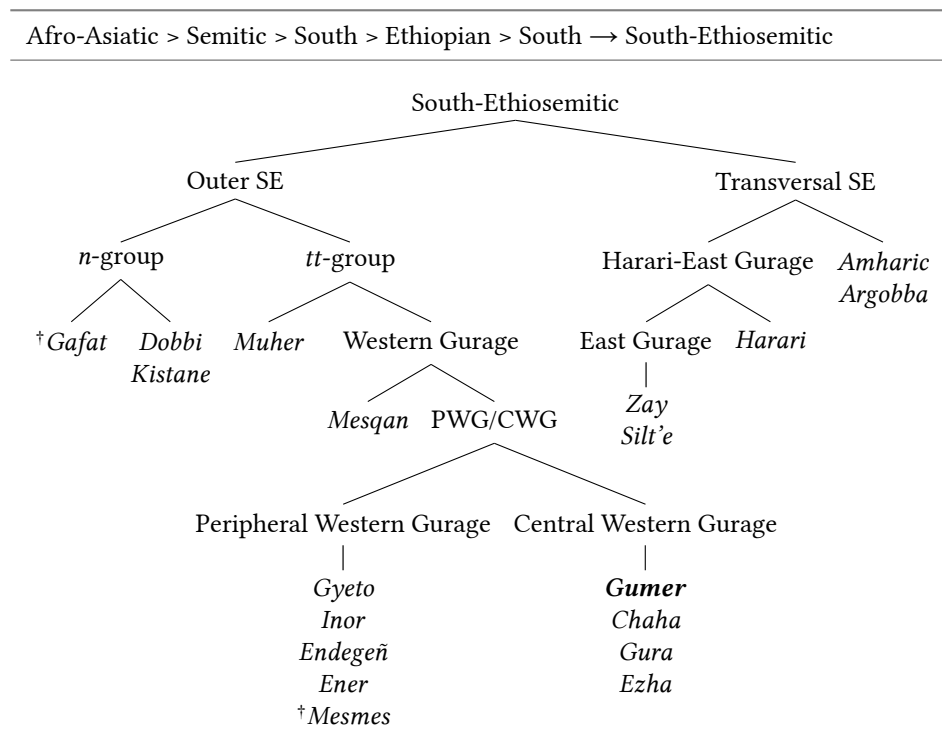 Afro-Asiatic > Semitic > South > Ethiopian > South → South-Ethiosemitic
South-Ethiosemitic
Outer SE
Transversal SE
n-group
tt-group
Harari-East Gurage
Amharic
Argobba
†Gafat
Dobbi
Kistane
Muher
Western Gurage
East Gurage
Harari
Mesqan
PWG/CWG
Zay
Silt'e
Peripheral Western Gurage
Central Western Gurage
Gyeto
Inor
Endegeñ
Ener
†Mesmes
Gumer
Chaha
Gura
Ezha